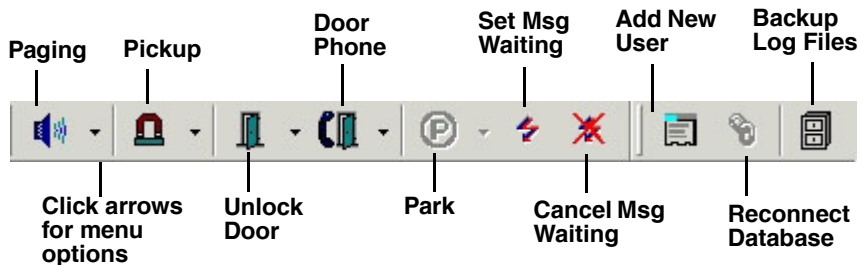 Paging
Pickup
Door
Phone
Set Msg
Waiting
Add New
User
Backup
Log Files
P
Click arrows
for menu
options
Unlock
Door
Park
Cancel Msg
Waiting
Reconnect
Database